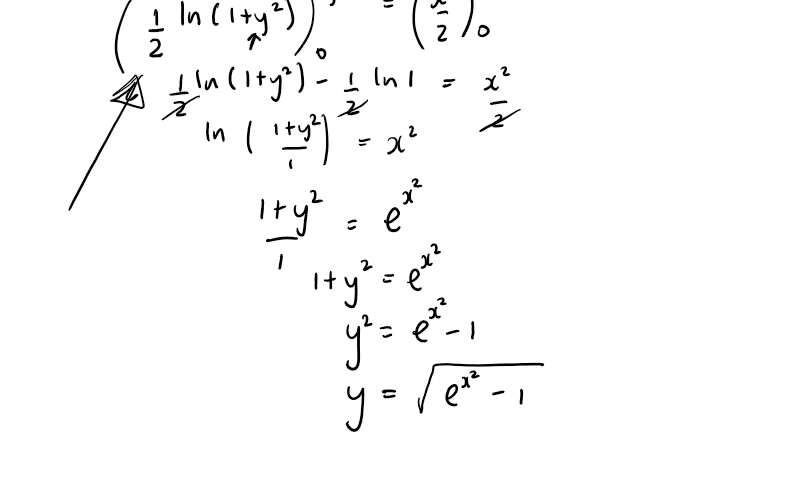 (1/2 ln(1+y²))₀ = (x²/2)₀
1/2 ln(1+y²) - 1/2 ln 1 = x²/2
ln((1+y²)/1) = x²
(1+y²)/1 = e^(x²)
1+y² = e^(x²)
y² = e^(x²) - 1
y = √(e^(x²) - 1)